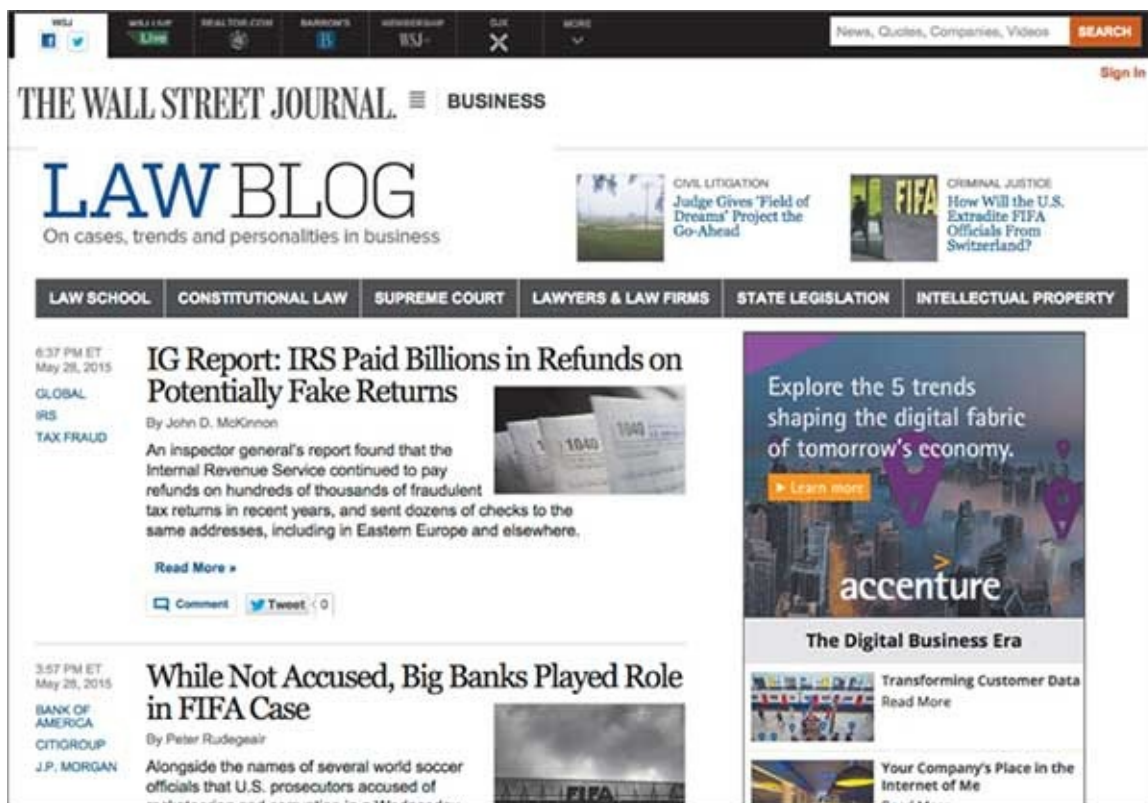 WSJ
WSJ LIVE
Live
REALTOR.COM
BARRON'S
B
MEMBERSHIP
WSJ+
DJX
MORE
News, Quotes, Companies, Videos
SEARCH
Sign In
THE WALL STREET JOURNAL.
BUSINESS
LAW BLOG
On cases, trends and personalities in business
CIVIL LITIGATION
Judge Gives 'Field of
Dreams' Project the
Go-Ahead
FIFA
CRIMINAL JUSTICE
How Will the U.S.
Extradite FIFA
Officials From
Switzerland?
LAW SCHOOL
CONSTITUTIONAL LAW
SUPREME COURT
LAWYERS & LAW FIRMS
STATE LEGISLATION
INTELLECTUAL PROPERTY
6:37 PM ET
May 28, 2015
GLOBAL
IRS
TAX FRAUD
IG Report: IRS Paid Billions in Refunds on
Potentially Fake Returns
By John D. McKinnon
An inspector general's report found that the
Internal Revenue Service continued to pay
refunds on hundreds of thousands of fraudulent
tax returns in recent years, and sent dozens of checks to the
same addresses, including in Eastern Europe and elsewhere.
1040
1040
Read More »
Comment
Tweet
0
3:57 PM ET
May 28, 2015
BANK OF
AMERICA
CITIGROUP
J.P. MORGAN
While Not Accused, Big Banks Played Role
in FIFA Case
By Peter Rudegeair
Alongside the names of several world soccer
officials that U.S. prosecutors accused of
FIFA
Explore the 5 trends
shaping the digital fabric
of tomorrow's economy.
Learn more
accenture
The Digital Business Era
Transforming Customer Data
Read More
Your Company's Place in the
Internet of Me